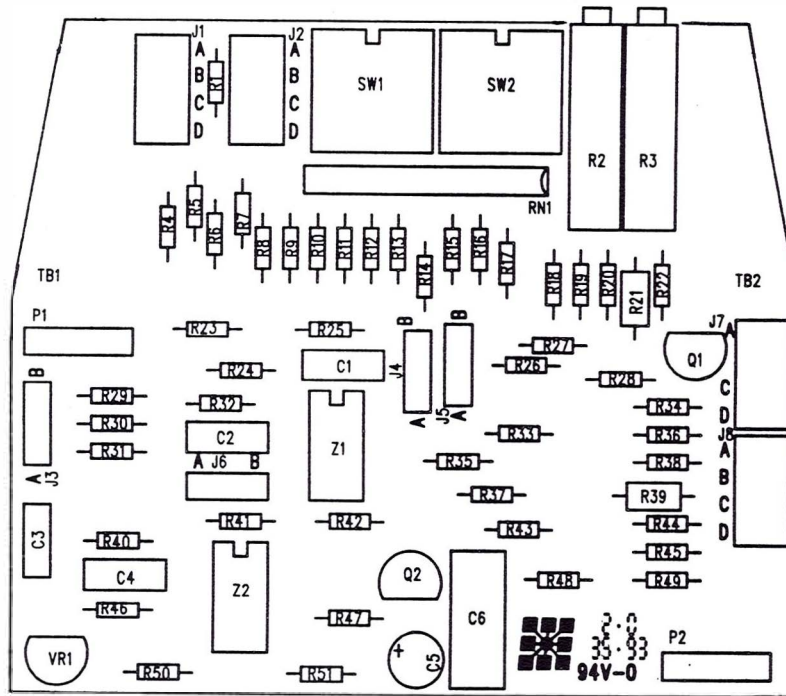 J1
A
B
C
D
R1
J2
A
B
C
D
SW1
SW2
R2
R3
RN1
R4
R5
R6
R7
R8
R9
R10
R11
R12
R13
R14
R15
R16
R17
R18
R19
R20
R21
R22
TB1
TB2
P1
R23
R25
R24
C1
B
J4
A
B
J5
A
R27
R26
R28
Q1
J7
A
C
D
B
R29
R30
R31
A
J3
R32
C2
A J6 B
Z1
R33
R35
R37
R34
R36
R38
R39
J8
A
B
C
D
C3
R40
C4
R46
R41
R42
R43
R44
R45
Z2
Q2
C6
R48
R49
R47
VR1
R50
R51
+
C5
2.0
35.93
94V-0
P2